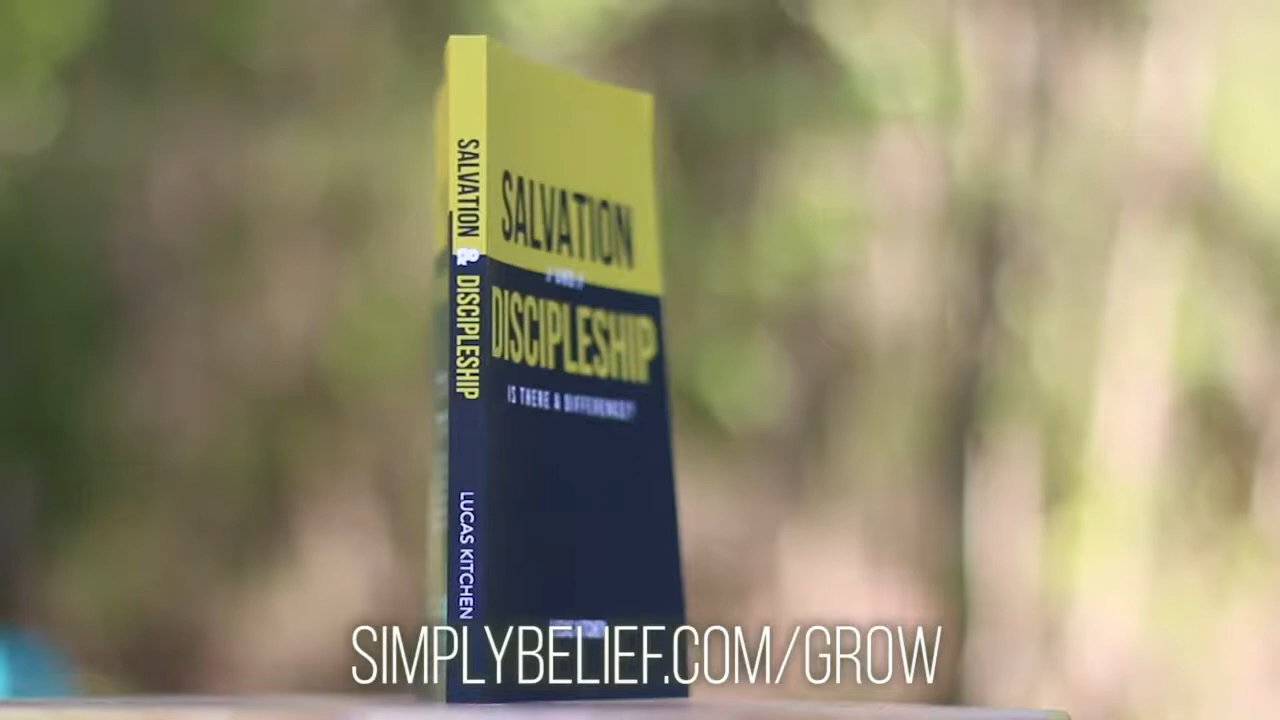 SALVATION & DISCIPLESHIP
LUCAS KITCHEN
SALVATION
DISCIPLESHIP
IS THERE A DIFFERENCE?
SIMPLYBELIEF.COM/GROW